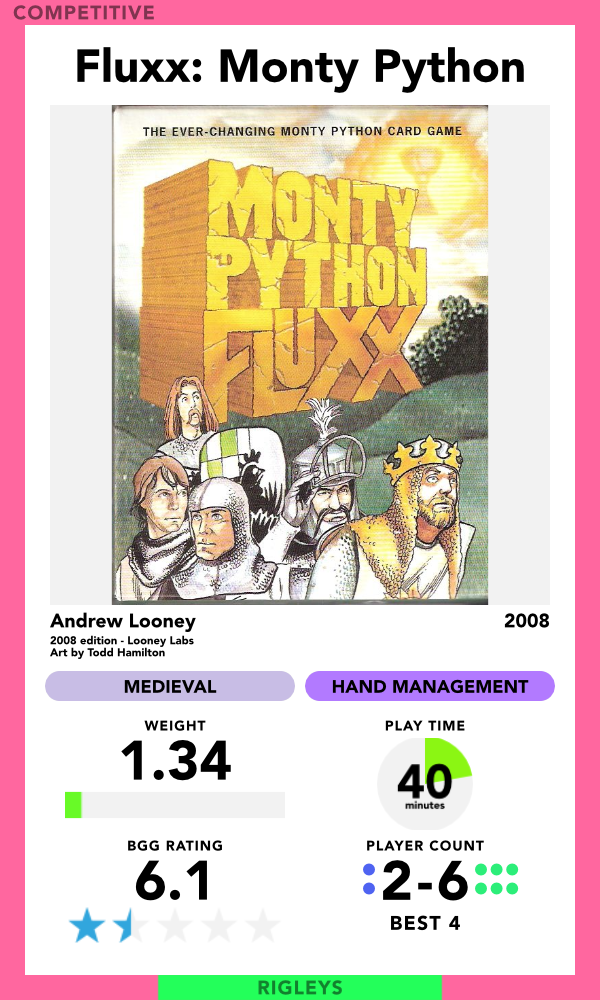 COMPETITIVE
Fluxx: Monty Python
THE EVER-CHANGING MONTY PYTHON CARD GAME
MONTY
PYTHON
FLUXX
Andrew Looney 2008
2008 edition - Looney Labs
Art by Todd Hamilton
MEDIEVAL HAND MANAGEMENT
WEIGHT PLAY TIME
1.34 40
minutes
BGG RATING PLAYER COUNT
6.1 2-6
BEST 4
RIGLEYS